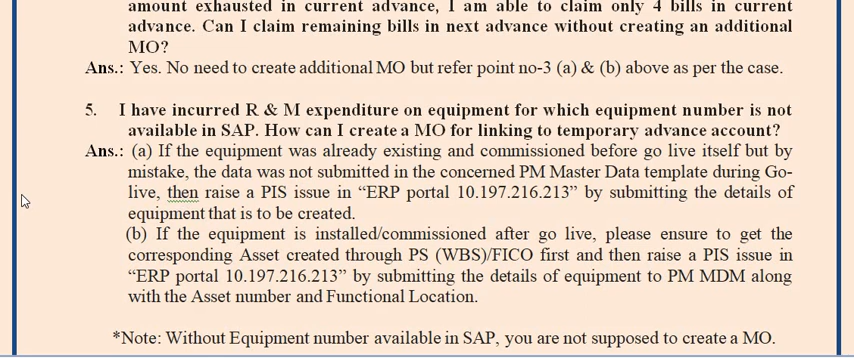 amount exhausted in current advance, I am able to claim only 4 bills in current
advance. Can I claim remaining bills in next advance without creating an additional
MO?
Ans.: Yes. No need to create additional MO but refer point no-3 (a) & (b) above as per the case.
5. I have incurred R & M expenditure on equipment for which equipment number is not
available in SAP. How can I create a MO for linking to temporary advance account?
Ans.: (a) If the equipment was already existing and commissioned before go live itself but by
mistake, the data was not submitted in the concerned PM Master Data template during Go-
live, then raise a PIS issue in “ERP portal 10.197.216.213” by submitting the details of
equipment that is to be created.
(b) If the equipment is installed/commissioned after go live, please ensure to get the
corresponding Asset created through PS (WBS)/FICO first and then raise a PIS issue in
“ERP portal 10.197.216.213” by submitting the details of equipment to PM MDM along
with the Asset number and Functional Location.
*Note: Without Equipment number available in SAP, you are not supposed to create a MO.